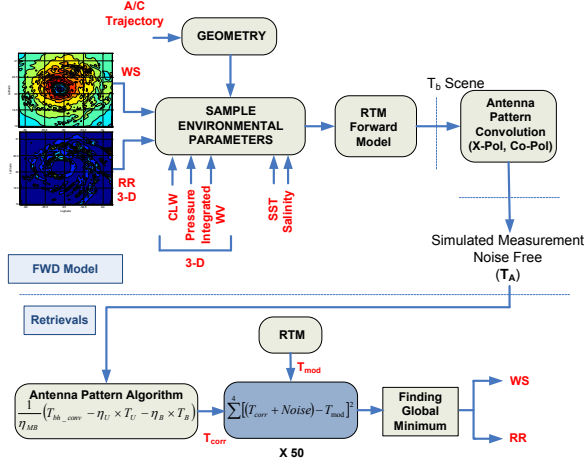 A/C
Trajectory
GEOMETRY
WS
RR
3-D
SAMPLE
ENVIRONMENTAL
PARAMETERS
RTM
Forward
Model
T_b Scene
Antenna
Pattern
Convolution
(X-Pol, Co-Pol)
CLW
Pressure
Integrated
WV
SST
Salinity
3-D
Simulated Measurement
Noise Free
(T_A)
FWD Model
Retrievals
RTM
T_mod
Antenna Pattern Algorithm
1/η_MB (T_bh_conv − η_U × T_U − η_B × T_B)
T_corr
∑^4 [(T_corr + Noise) − T_mod]^2
X 50
Finding
Global
Minimum
WS
RR